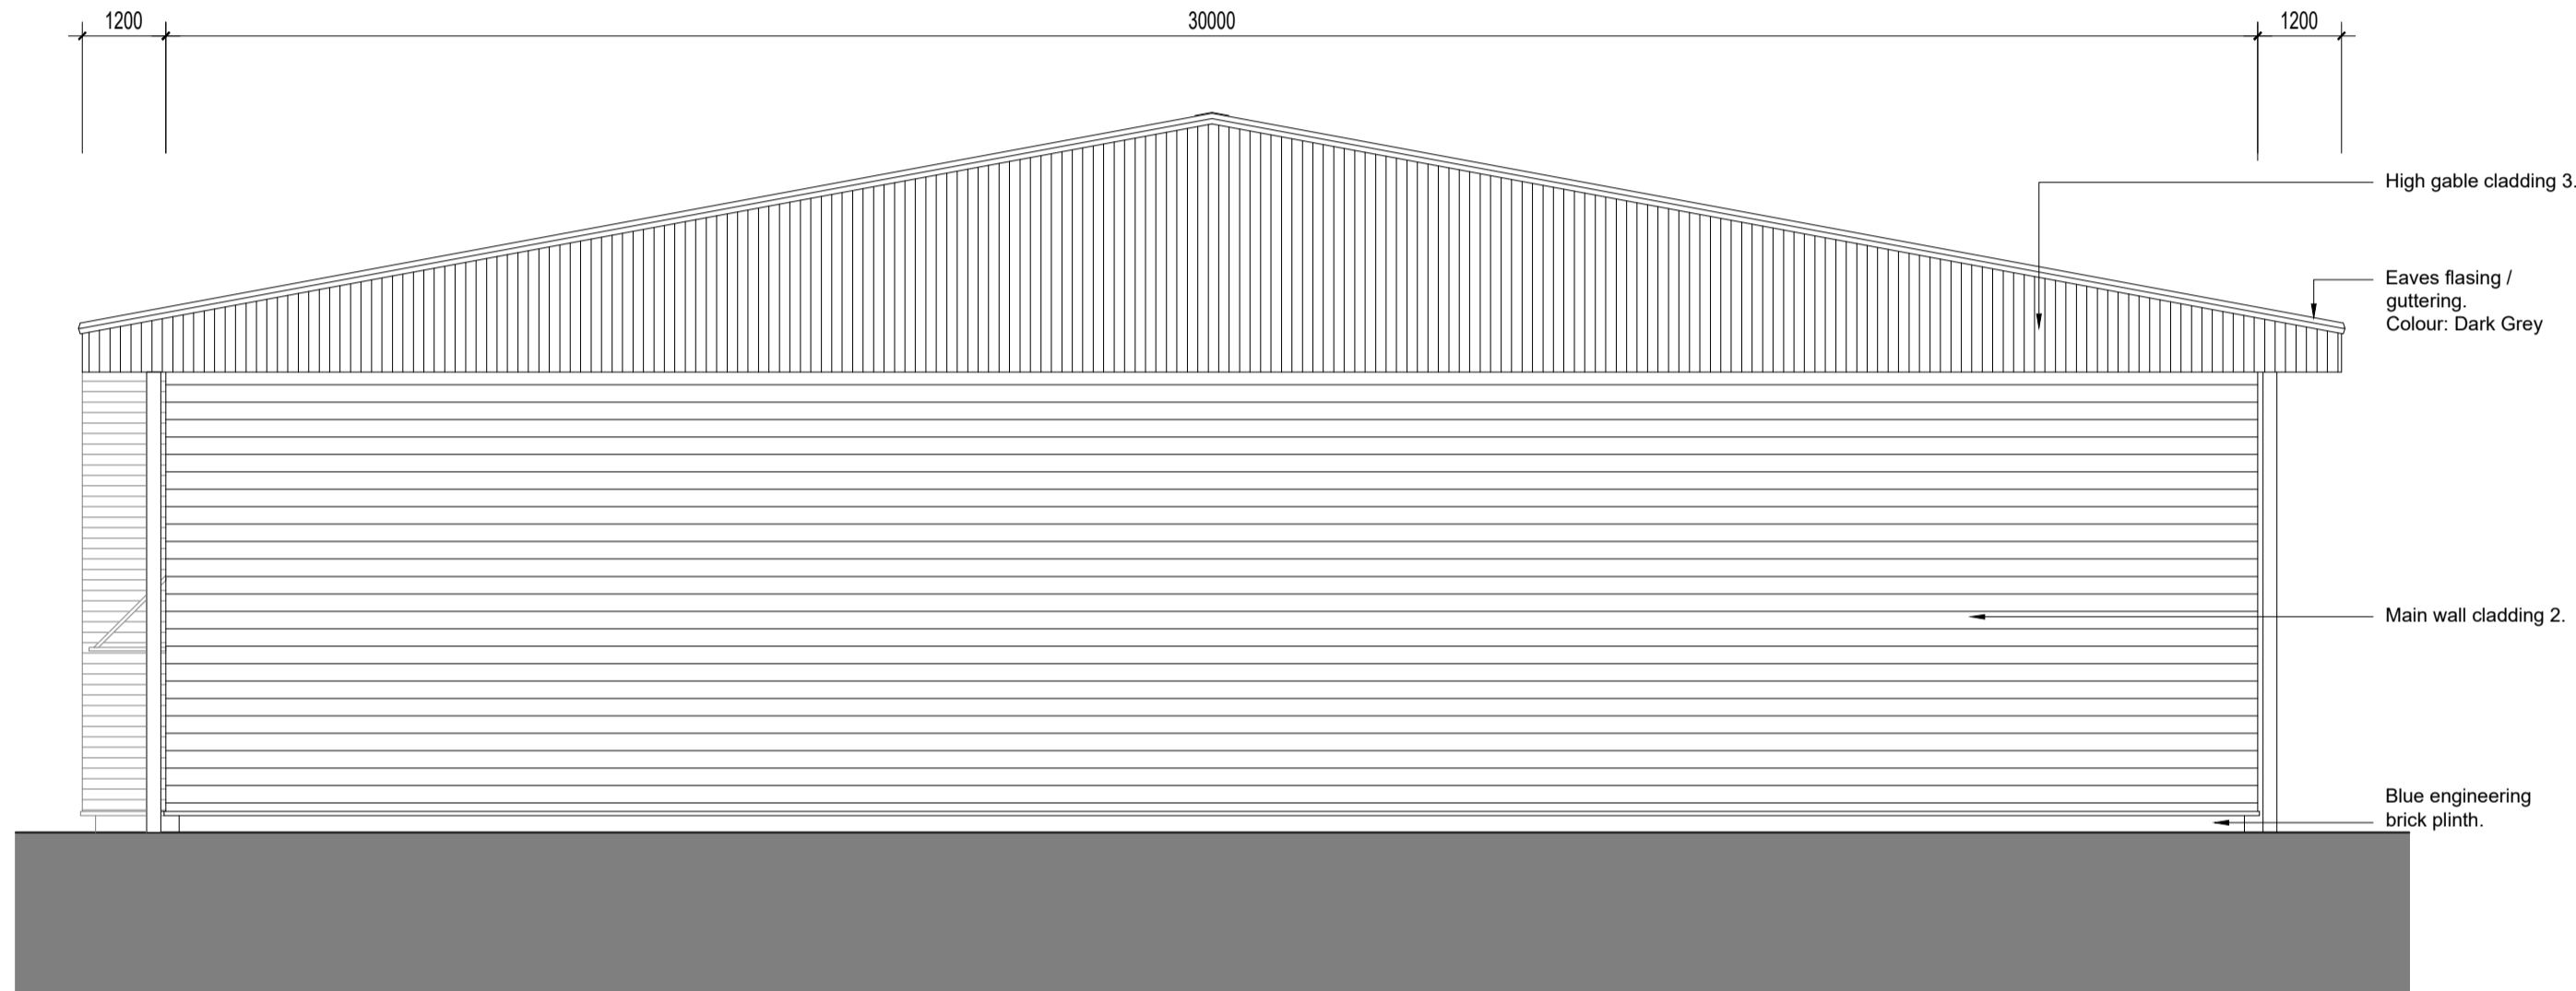 1200
30000
1200
High gable cladding 3.
Eaves flasing /
guttering.
Colour: Dark Grey
Main wall cladding 2.
Blue engineering
brick plinth.